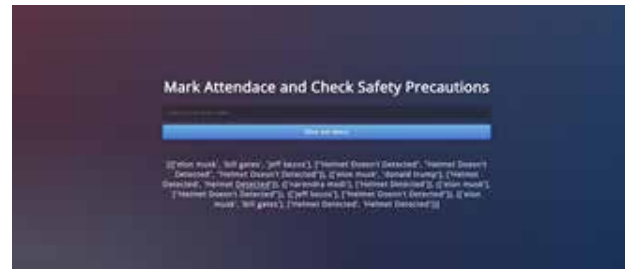 Mark Attendace and Check Safety Precautions
[(['elon musk', 'bill gates', 'jeff bezos'], ['Helmet Doesn't Detected', 'Helmet Doesn't
Detected', 'Helmet Doesn't Detected']), (['elon musk', 'donald trump'], ['Helmet
Detected', 'Helmet Detected']), (['narendra modi'], ['Helmet Detected']), (['elon musk'],
['Helmet Doesn't Detected']), (['jeff bezos'], ['Helmet Doesn't Detected']), (['elon
musk', 'bill gates'], ['Helmet Detected', 'Helmet Detected'])]